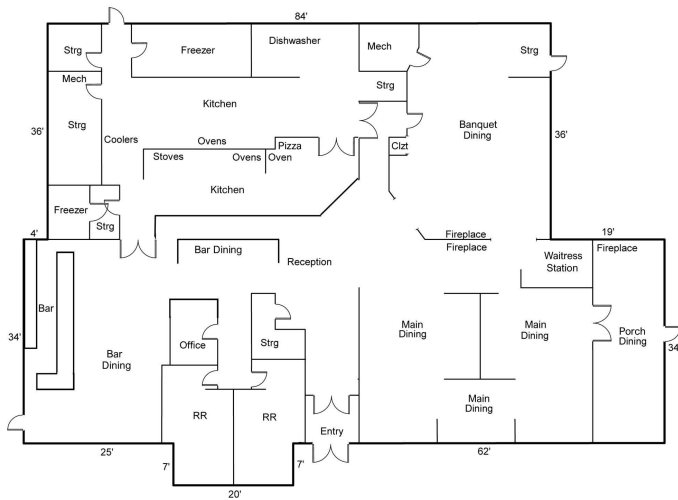 84'
Strg
Freezer
Dishwasher
Mech
Strg
Mech
Strg
Strg
Kitchen
36'
Coolers
Ovens
Pizza
Oven
Clzt
Banquet
Dining
36'
Stoves
Ovens
Kitchen
Freezer
Strg
4'
Bar Dining
Reception
Fireplace
Fireplace
19'
Waitress
Station
Fireplace
Bar
34'
Bar
Dining
Office
Strg
Main
Dining
Main
Dining
Porch
Dining
34'
Main
Dining
RR
RR
Entry
25'
7'
20'
7'
62'